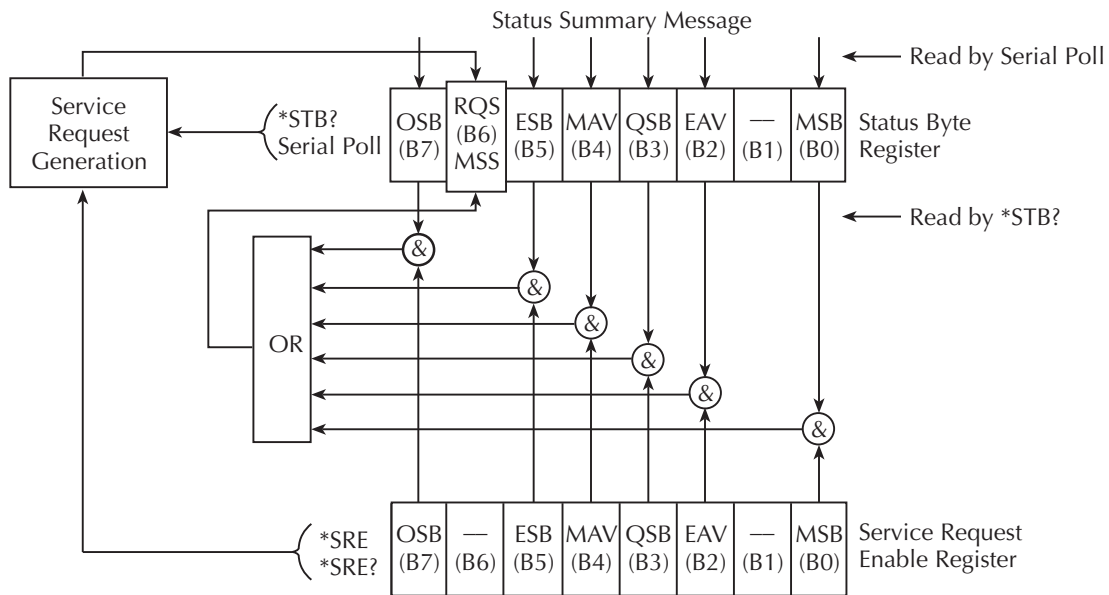 Status Summary Message
Read by Serial Poll
Service
Request
Generation
*STB?
Serial Poll
OSB
(B7)
RQS
(B6)
MSS
ESB
(B5)
MAV
(B4)
QSB
(B3)
EAV
(B2)
—
(B1)
MSB
(B0)
Status Byte
Register
Read by *STB?
&
&
&
&
&
&
OR
*SRE
*SRE?
OSB
(B7)
—
(B6)
ESB
(B5)
MAV
(B4)
QSB
(B3)
EAV
(B2)
—
(B1)
MSB
(B0)
Service Request
Enable Register